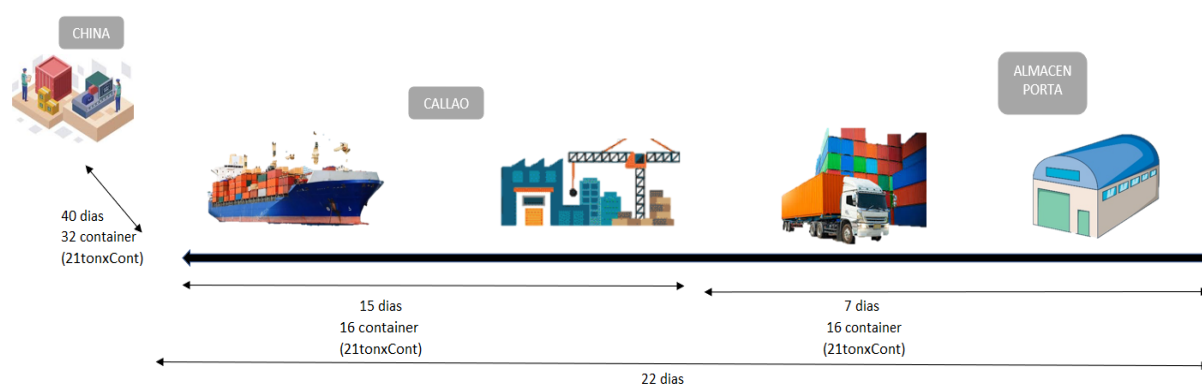 CHINA
CALLAO
ALMACEN
PORTA
40 dias
32 container
(21tonxCont)
15 dias
16 container
(21tonxCont)
7 dias
16 container
(21tonxCont)
22 dias